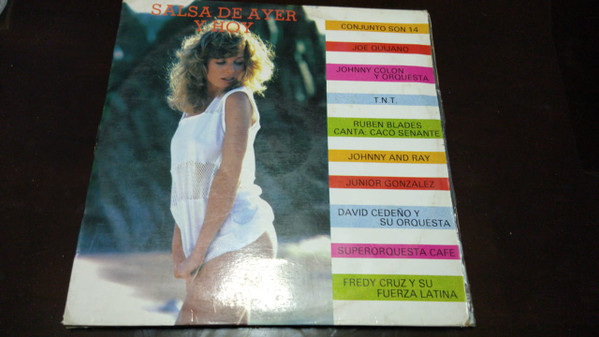 SALSA DE AYER
Y HOY
CONJUNTO SON 14
JOE QUIJANO
JOHNNY COLON
Y ORQUESTA
T.N.T.
RUBEN BLADES
CANTA: CACO SENANTE
JOHNNY AND RAY
JUNIOR GONZALEZ
DAVID CEDEÑO Y
SU ORQUESTA
SUPERORQUESTA CAFE
FREDY CRUZ Y SU
FUERZA LATINA